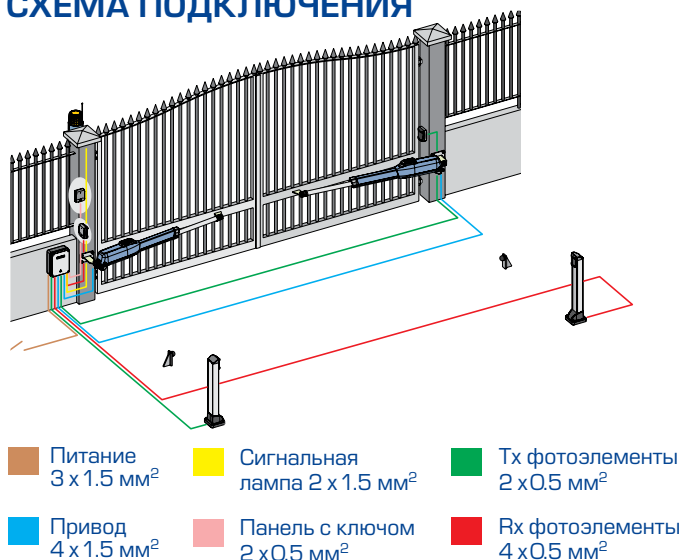 СХЕМА ПОДКЛЮЧЕНИЯ
Питание
3 x 1.5 мм²
Сигнальная
лампа 2 x 1.5 мм²
Tx фотоэлементы
2 x0.5 мм²
Привод
4 x 1.5 мм²
Панель с ключом
2 x0.5 мм²
Rx фотоэлементы
4 x0.5 мм²